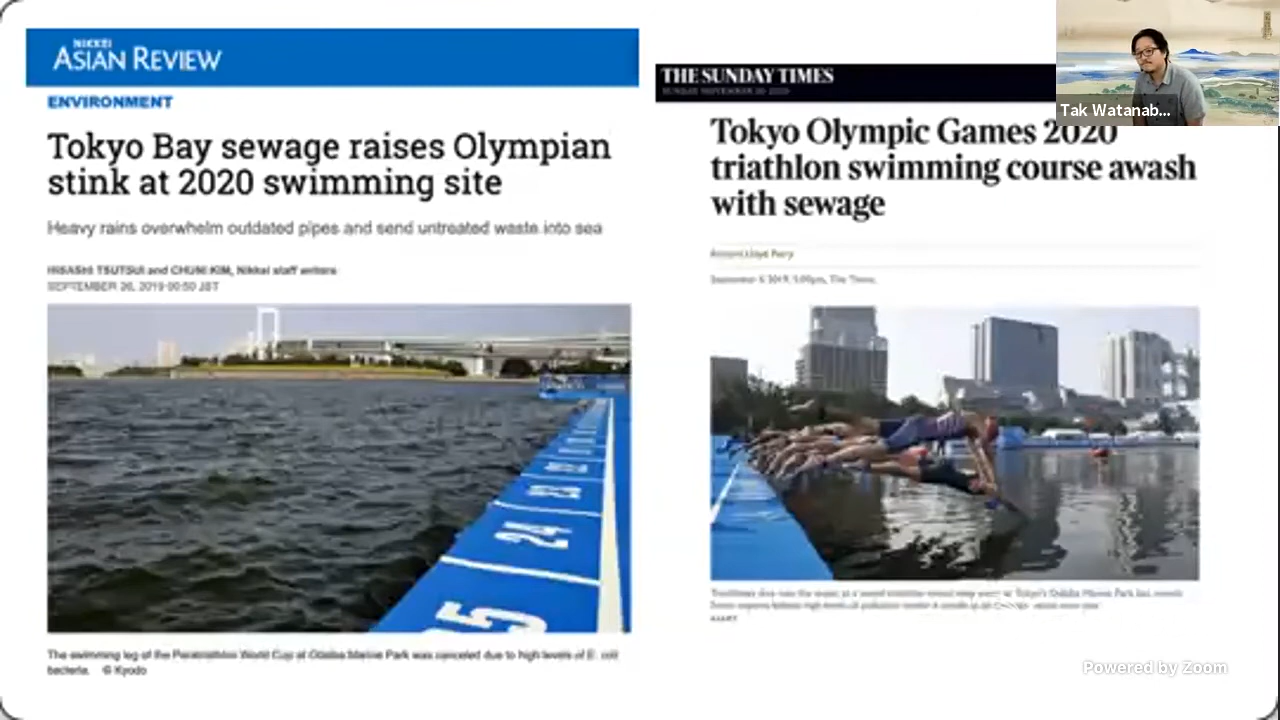 NIKKEI
ASIAN REVIEW
ENVIRONMENT
Tokyo Bay sewage raises Olympian
stink at 2020 swimming site
Heavy rains overwhelm outdated pipes and send untreated waste into sea
HISASHI TSUTSUI and CHUNI KIM, Nikkei staff writers
SEPTEMBER 26, 2019 00:50 JST
24
25
The swimming leg of the Paratriathlon World Cup at Odaiba Marine Park was canceled due to high levels of E. coli
bacteria. © Kyodo
THE SUNDAY TIMES
Tokyo Olympic Games 2020
triathlon swimming course awash
with sewage
Tak Watanab...
Powered by Zoom